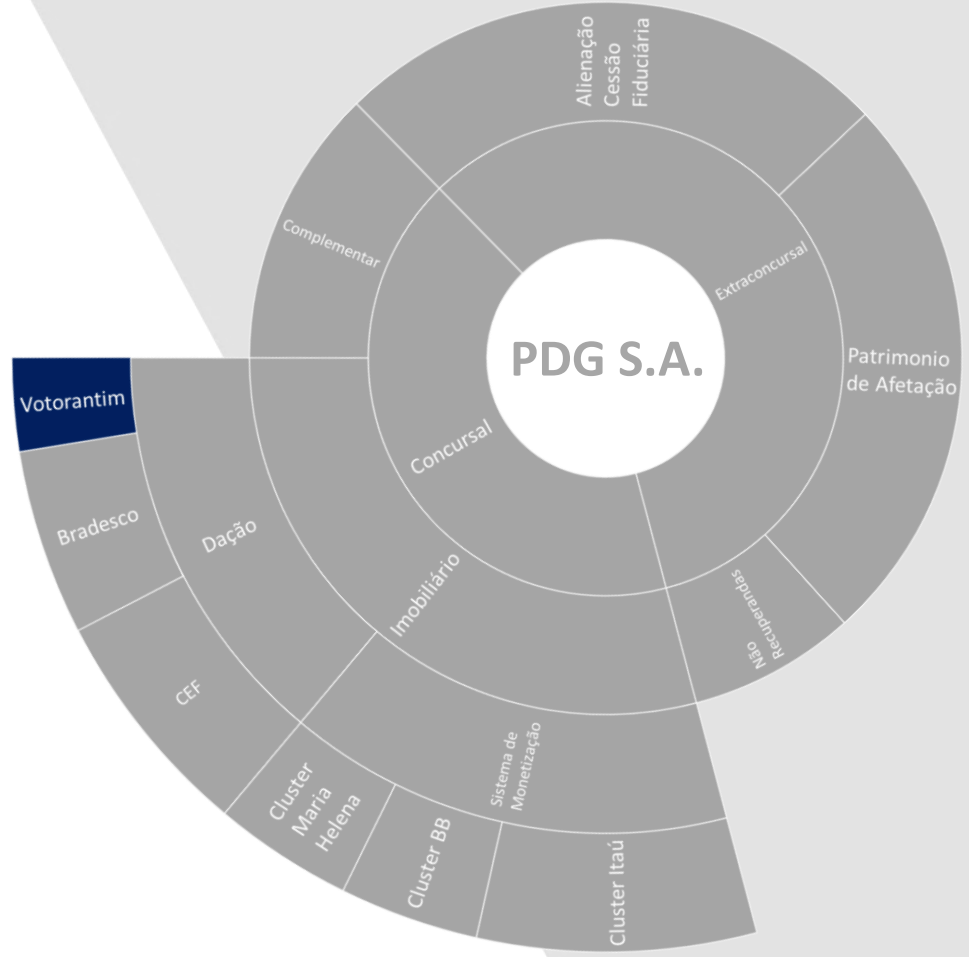 Alienação
Cessão
Fiduciária
Complementar
Extraconcursal
PDG S.A.
Patrimonio
de Afetação
Votorantim
Concursal
Bradesco
Dação
Imobiliário
Não
Recuperandas
CEF
Sistema de
Monetização
Cluster
Maria
Helena
Cluster BB
Cluster Itaú